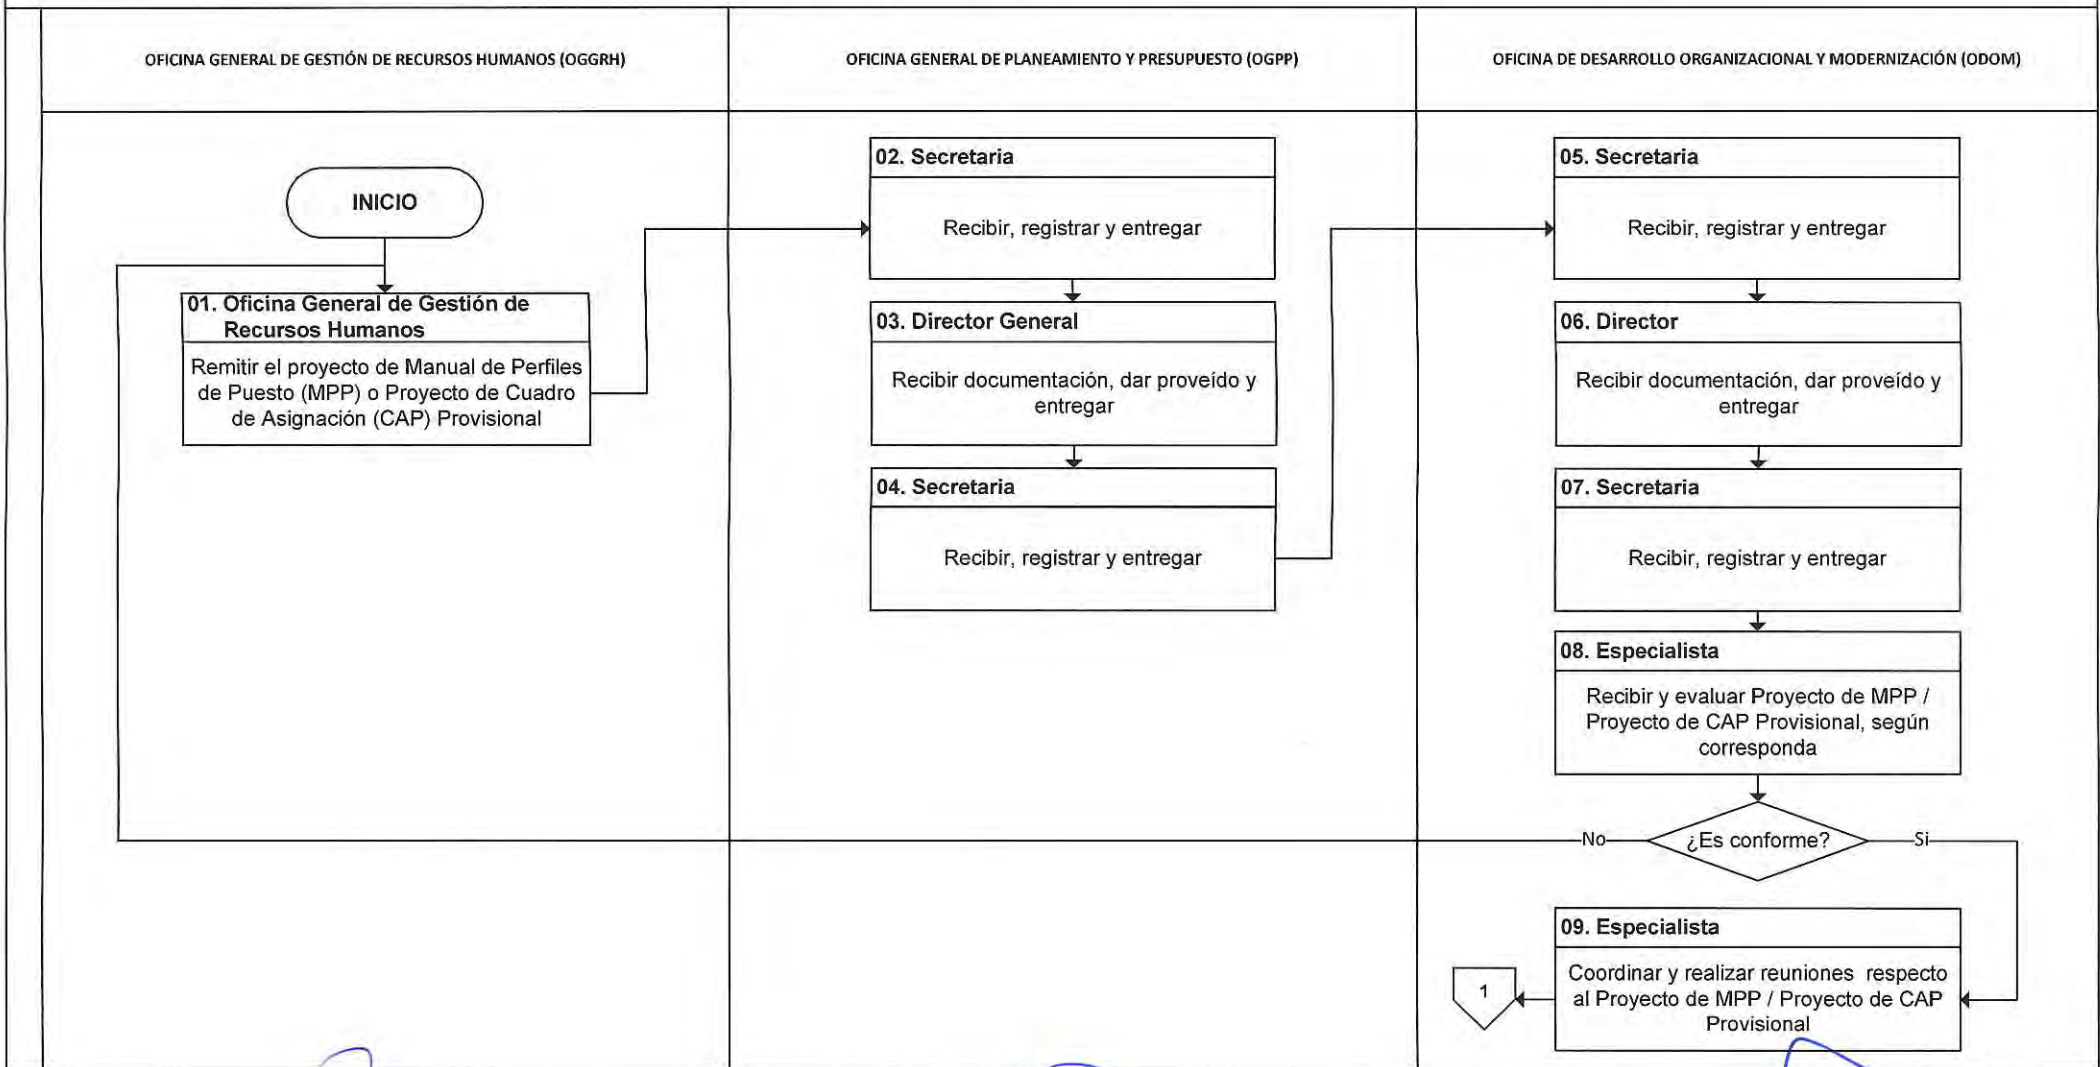 OFICINA GENERAL DE GESTIÓN DE RECURSOS HUMANOS (OGGRH)
OFICINA GENERAL DE PLANEAMIENTO Y PRESUPUESTO (OGPP)
OFICINA DE DESARROLLO ORGANIZACIONAL Y MODERNIZACIÓN (ODOM)
INICIO
01. Oficina General de Gestión de
Recursos Humanos
Remitir el proyecto de Manual de Perfiles
de Puesto (MPP) o Proyecto de Cuadro
de Asignación (CAP) Provisional
02. Secretaria
Recibir, registrar y entregar
03. Director General
Recibir documentación, dar proveído y
entregar
04. Secretaria
Recibir, registrar y entregar
05. Secretaria
Recibir, registrar y entregar
06. Director
Recibir documentación, dar proveído y
entregar
07. Secretaria
Recibir, registrar y entregar
08. Especialista
Recibir y evaluar Proyecto de MPP /
Proyecto de CAP Provisional, según
corresponda
No
¿Es conforme?
Si
09. Especialista
Coordinar y realizar reuniones respecto
al Proyecto de MPP / Proyecto de CAP
Provisional
1